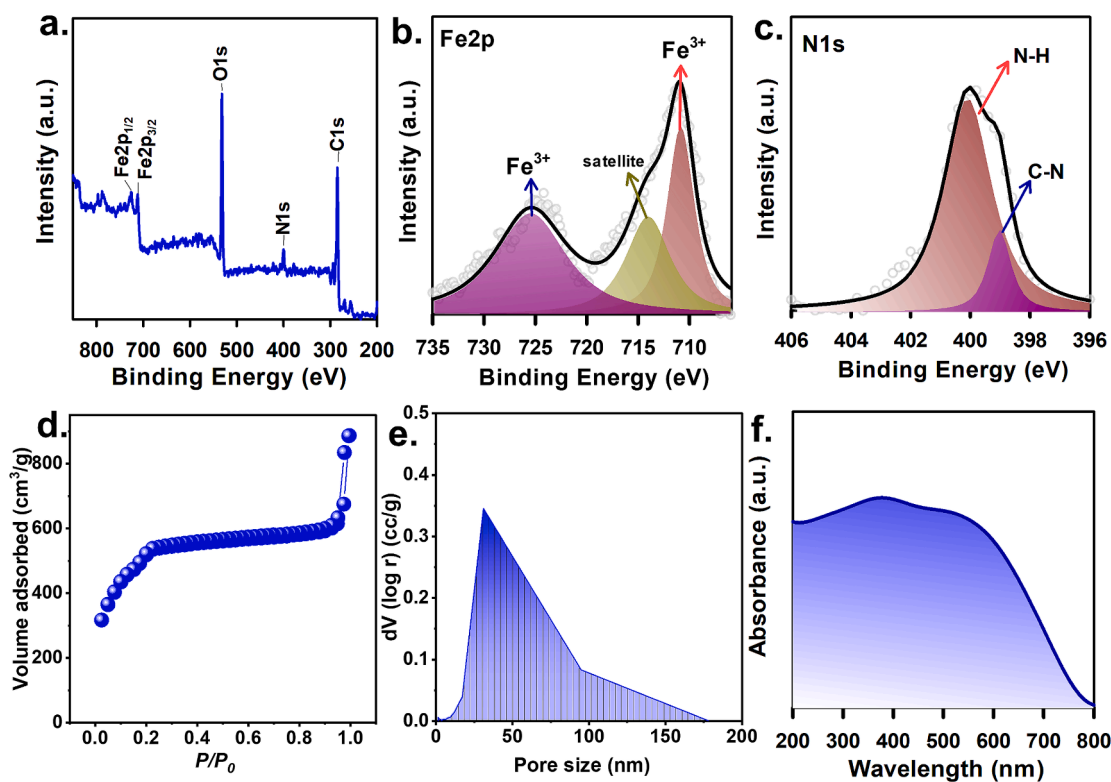 a.
O1s
C1s
Fe2p1/2
Fe2p3/2
N1s
Intensity (a.u.)
800 700 600 500 400 300 200
Binding Energy (eV)
b.
Fe2p
Fe3+
Fe3+
satellite
Intensity (a.u.)
735 730 725 720 715 710
Binding Energy (eV)
c.
N1s
N-H
C-N
Intensity (a.u.)
406 404 402 400 398 396
Binding Energy (eV)
d.
Volume adsorbed (cm3/g)
800
600
400
200
0
0.0 0.2 0.4 0.6 0.8 1.0
P/P0
e.
dV (log r) (cc/g)
0.5
0.4
0.3
0.2
0.1
0.0
0 50 100 150 200
Pore size (nm)
f.
Absorbance (a.u.)
200 300 400 500 600 700 800
Wavelength (nm)